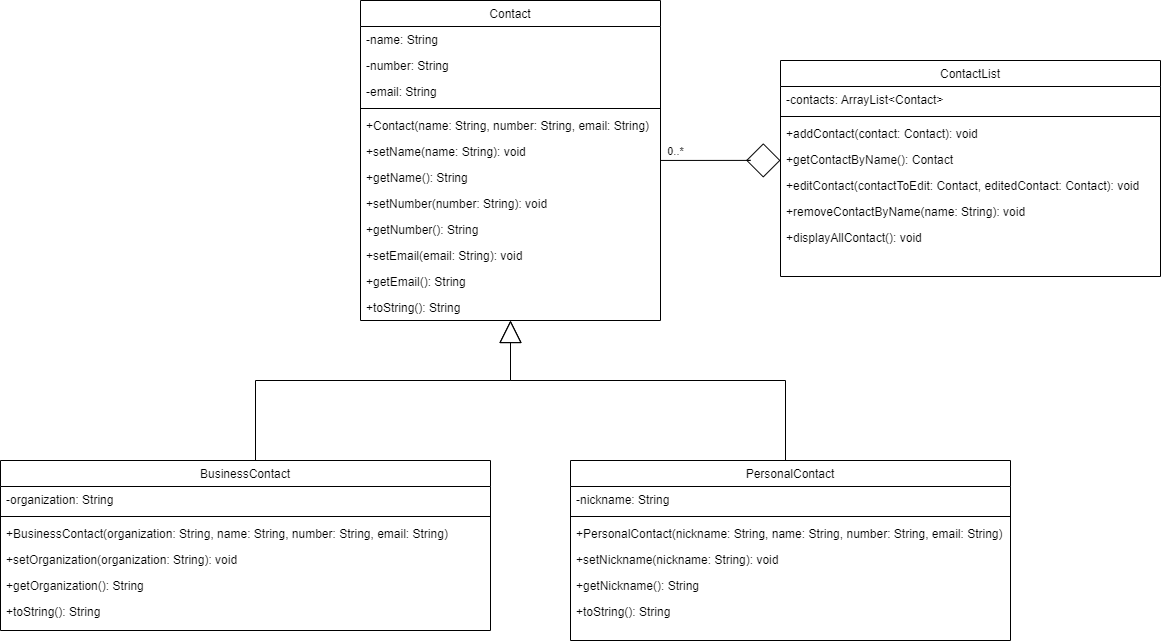 Contact
-name: String
-number: String
-email: String
+Contact(name: String, number: String, email: String)
+setName(name: String): void
+getName(): String
+setNumber(number: String): void
+getNumber(): String
+setEmail(email: String): void
+getEmail(): String
+toString(): String
0..*
ContactList
-contacts: ArrayList<Contact>
+addContact(contact: Contact): void
+getContactByName(): Contact
+editContact(contactToEdit: Contact, editedContact: Contact): void
+removeContactByName(name: String): void
+displayAllContact(): void
BusinessContact
-organization: String
+BusinessContact(organization: String, name: String, number: String, email: String)
+setOrganization(organization: String): void
+getOrganization(): String
+toString(): String
PersonalContact
-nickname: String
+PersonalContact(nickname: String, name: String, number: String, email: String)
+setNickname(nickname: String): void
+getNickname(): String
+toString(): String